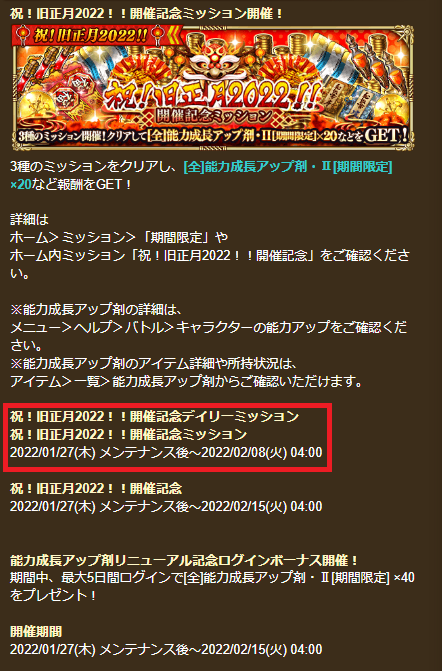 祝！旧正月2022！！開催記念ミッション開催！
祝！旧正月2022！！
祝！旧正月2022！！
開催記念ミッション
3種のミッション開催！クリアして[全]能力成長アップ剤・Ⅱ[期間限定]×20などをGET！
3種のミッションをクリアし、[全]能力成長アップ剤・Ⅱ[期間限定]
×20など報酬をGET！
詳細は
ホーム＞ミッション＞「期間限定」や
ホーム内ミッション「祝！旧正月2022！！開催記念」をご確認くださ
い。
※能力成長アップ剤の詳細は、
メニュー＞ヘルプ＞バトル＞キャラクターの能力アップをご確認くだ
さい。
※能力成長アップ剤のアイテム詳細や所持状況は、
アイテム＞一覧＞能力成長アップ剤からご確認いただけます。
祝！旧正月2022！！開催記念デイリーミッション
祝！旧正月2022！！開催記念ミッション
2022/01/27(木) メンテナンス後～2022/02/08(火) 04:00
祝！旧正月2022！！開催記念
2022/01/27(木) メンテナンス後～2022/02/15(火) 04:00
能力成長アップ剤リニューアル記念ログインボーナス開催！
期間中、最大5日間ログインで[全]能力成長アップ剤・Ⅱ[期間限定] ×40
をプレゼント！
開催期間
2022/01/27(木) メンテナンス後～2022/02/15(火) 04:00